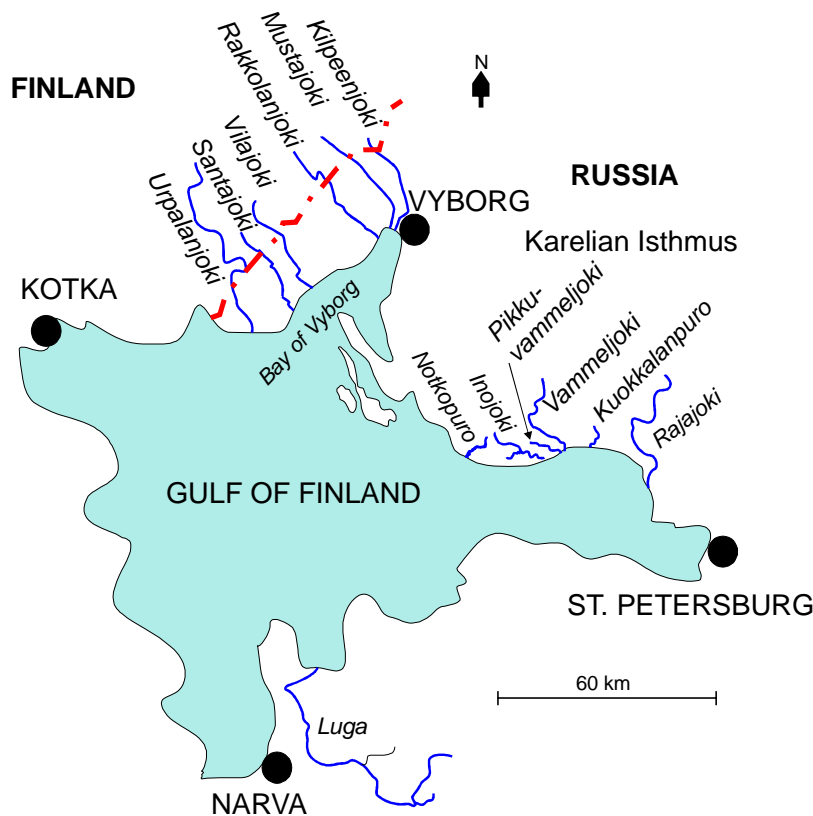 FINLAND
N
Kilpeenjoki
Mustajoki
Rakkolanjoki
Vilajoki
Santajoki
Urpalanjoki
RUSSIA
VYBORG
Karelian Isthmus
KOTKA
Bay of Vyborg
Pikku-
vammeljoki
Vammeljoki
Kuokkalanpuro
Notkopuro
Inojoki
Rajajoki
GULF OF FINLAND
ST. PETERSBURG
60 km
Luga
NARVA